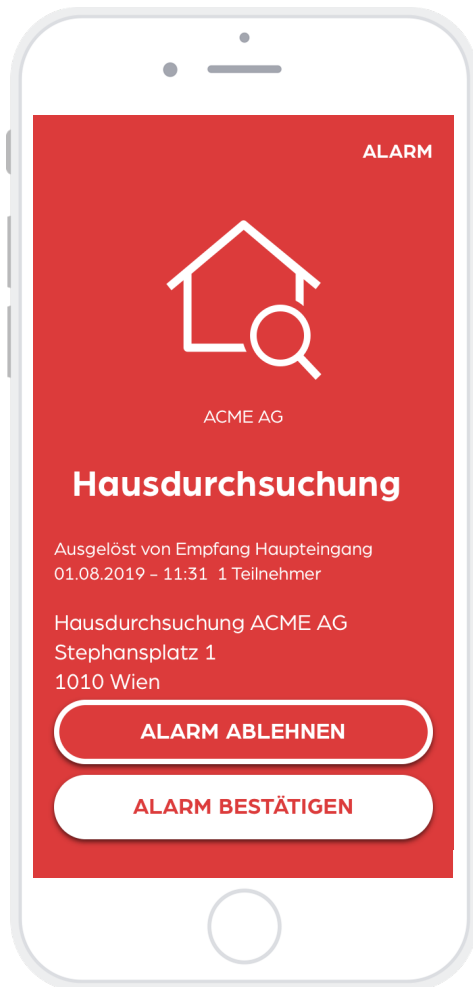 ALARM
ACME AG
Hausdurchsuchung
Ausgelöst von Empfang Haupteingang
01.08.2019 - 11:31  1 Teilnehmer
Hausdurchsuchung ACME AG
Stephansplatz 1
1010 Wien
ALARM ABLEHNEN
ALARM BESTÄTIGEN